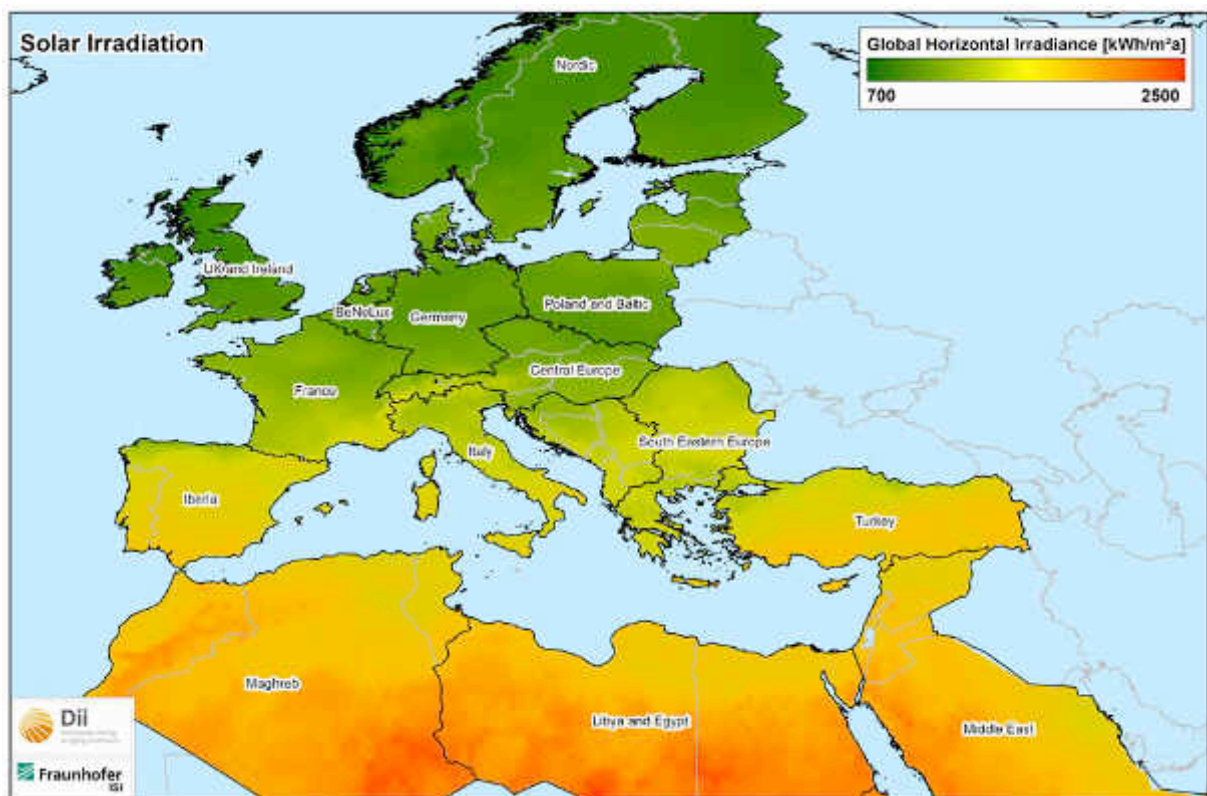 Solar Irradiation
Global Horizontal Irradiance [kWh/m²a]
700 2500
Nordic
UK and Ireland
BeNeLux
Germany
Poland and Baltic
Central Europe
France
South Eastern Europe
Italy
Iberia
Turkey
Maghreb
Libya and Egypt
Middle East
Dii
Fraunhofer
ISI